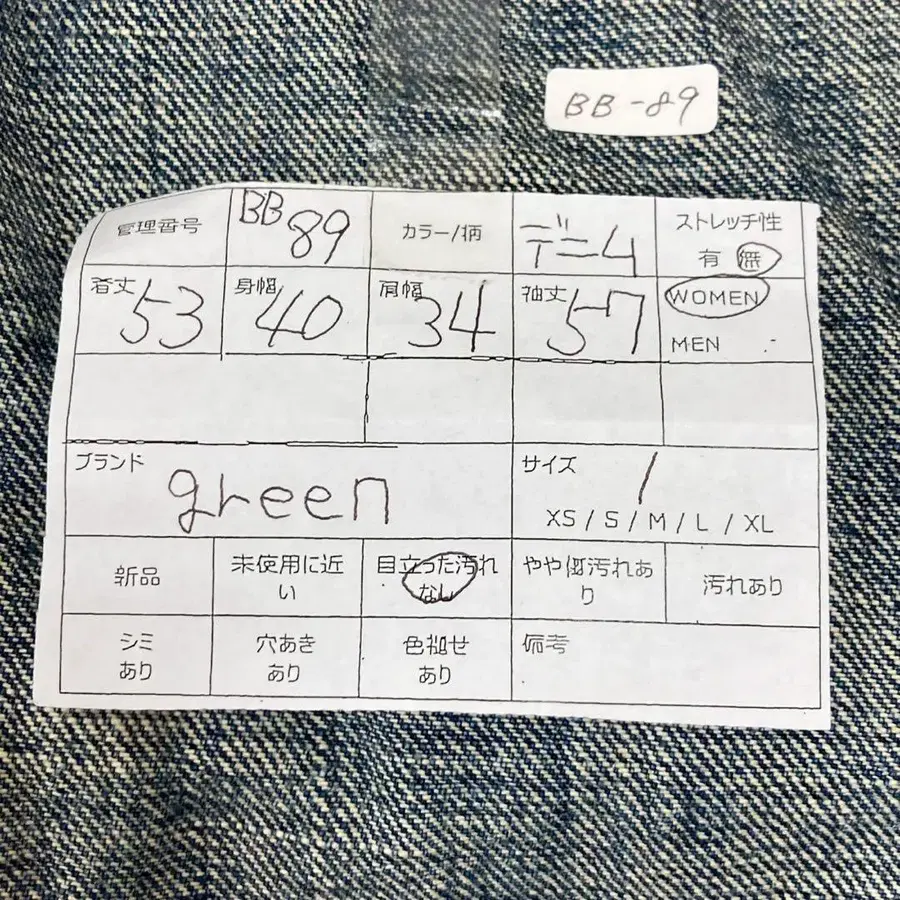 BB-89
管理番号 BB 89 カラー/柄 デニム ストレッチ性
有 無
着丈 53 身幅 40 肩幅 34 袖丈 57 WOMEN
MEN
ブランド green サイズ /
XS / S / M / L / XL
新品 未使用に近い 目立った汚れなし やや傷汚れあり 汚れあり
シミあり 穴あきあり 色褪せあり 備考